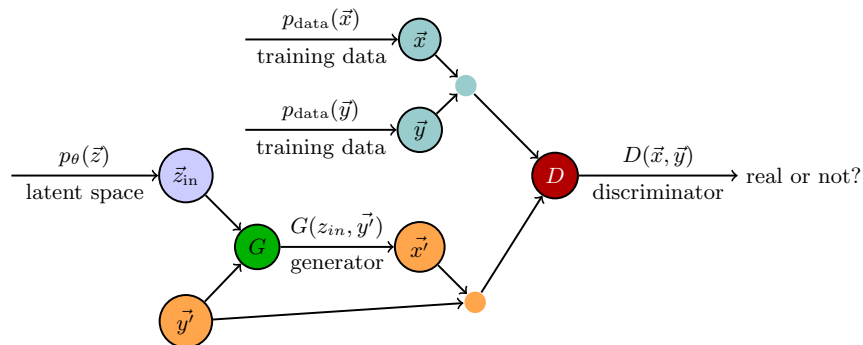 p_data(x⃗)
training data
x⃗
p_data(y⃗)
training data
y⃗
p_θ(z⃗)
latent space
z⃗_in
D
D(x⃗, y⃗)
discriminator
real or not?
G
G(z_in, y⃗')
generator
x⃗'
y⃗'